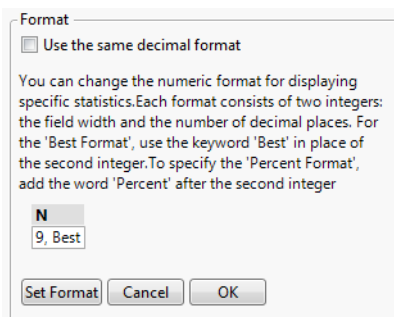 Format
Use the same decimal format
You can change the numeric format for displaying
specific statistics.Each format consists of two integers:
the field width and the number of decimal places. For
the 'Best Format', use the keyword 'Best' in place of
the second integer.To specify the 'Percent Format',
add the word 'Percent' after the second integer
N
9, Best
Set Format Cancel OK